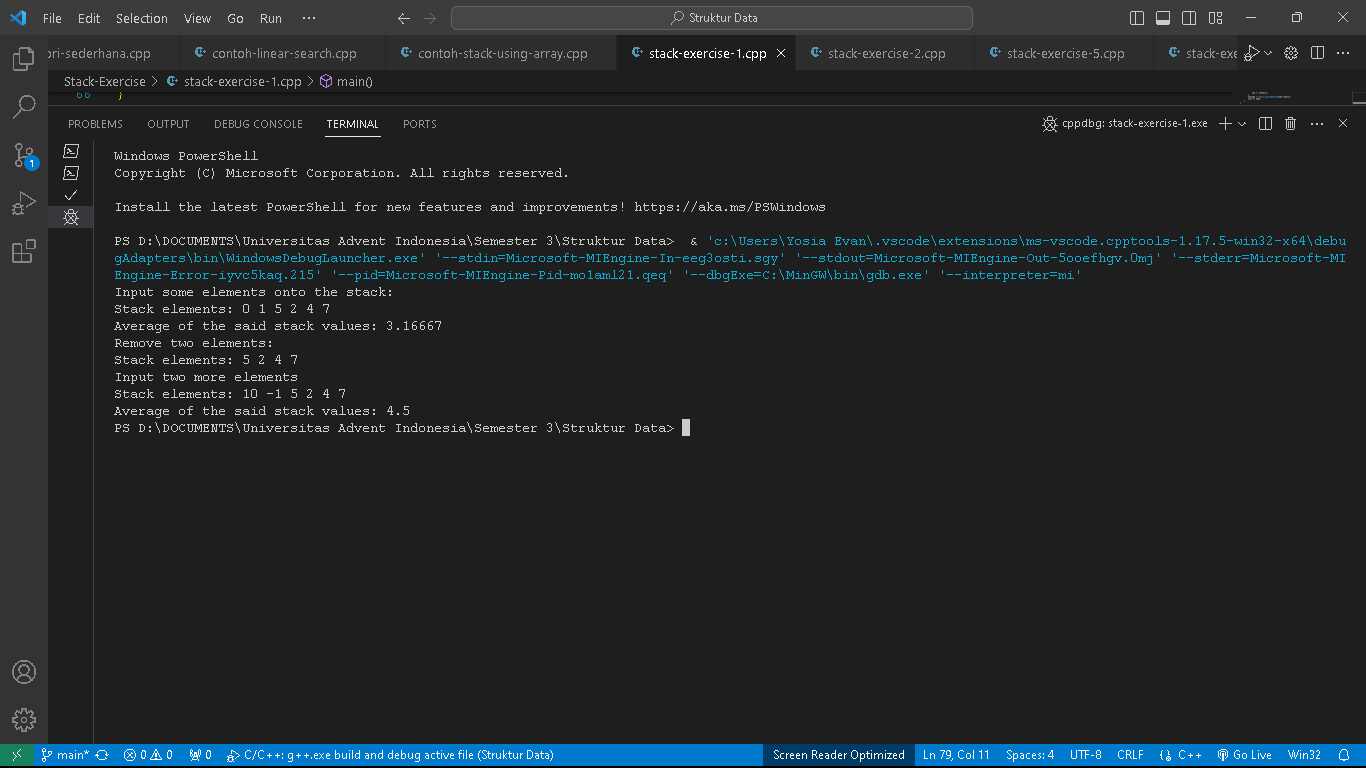 File Edit Selection View Go Run ··· Struktur Data
ori-sederhana.cpp contoh-linear-search.cpp contoh-stack-using-array.cpp stack-exercise-1.cpp stack-exercise-2.cpp stack-exercise-5.cpp stack-exe
Stack-Exercise > stack-exercise-1.cpp > main()
66 }
PROBLEMS OUTPUT DEBUG CONSOLE TERMINAL PORTS cppdbg: stack-exercise-1.exe
Windows PowerShell
Copyright (C) Microsoft Corporation. All rights reserved.
Install the latest PowerShell for new features and improvements! https://aka.ms/PSWindows
PS D:\DOCUMENTS\Universitas Advent Indonesia\Semester 3\Struktur Data>  & 'c:\Users\Yosia Evan\.vscode\extensions\ms-vscode.cpptools-1.17.5-win32-x64\debu
gAdapters\bin\WindowsDebugLauncher.exe' '--stdin=Microsoft-MIEngine-In-eeg3osti.sgy' '--stdout=Microsoft-MIEngine-Out-5ooefhgv.0mj' '--stderr=Microsoft-MI
Engine-Error-iyvc5kaq.215' '--pid=Microsoft-MIEngine-Pid-mo1aml21.qeq' '--dbgExe=C:\MinGW\bin\gdb.exe' '--interpreter=mi'
Input some elements onto the stack:
Stack elements: 0 1 5 2 4 7
Average of the said stack values: 3.16667
Remove two elements:
Stack elements: 5 2 4 7
Input two more elements
Stack elements: 10 -1 5 2 4 7
Average of the said stack values: 4.5
PS D:\DOCUMENTS\Universitas Advent Indonesia\Semester 3\Struktur Data>
1
main* 0 0 0 C/C++: g++.exe build and debug active file (Struktur Data) Screen Reader Optimized Ln 79, Col 11 Spaces: 4 UTF-8 CRLF C++ Go Live Win32